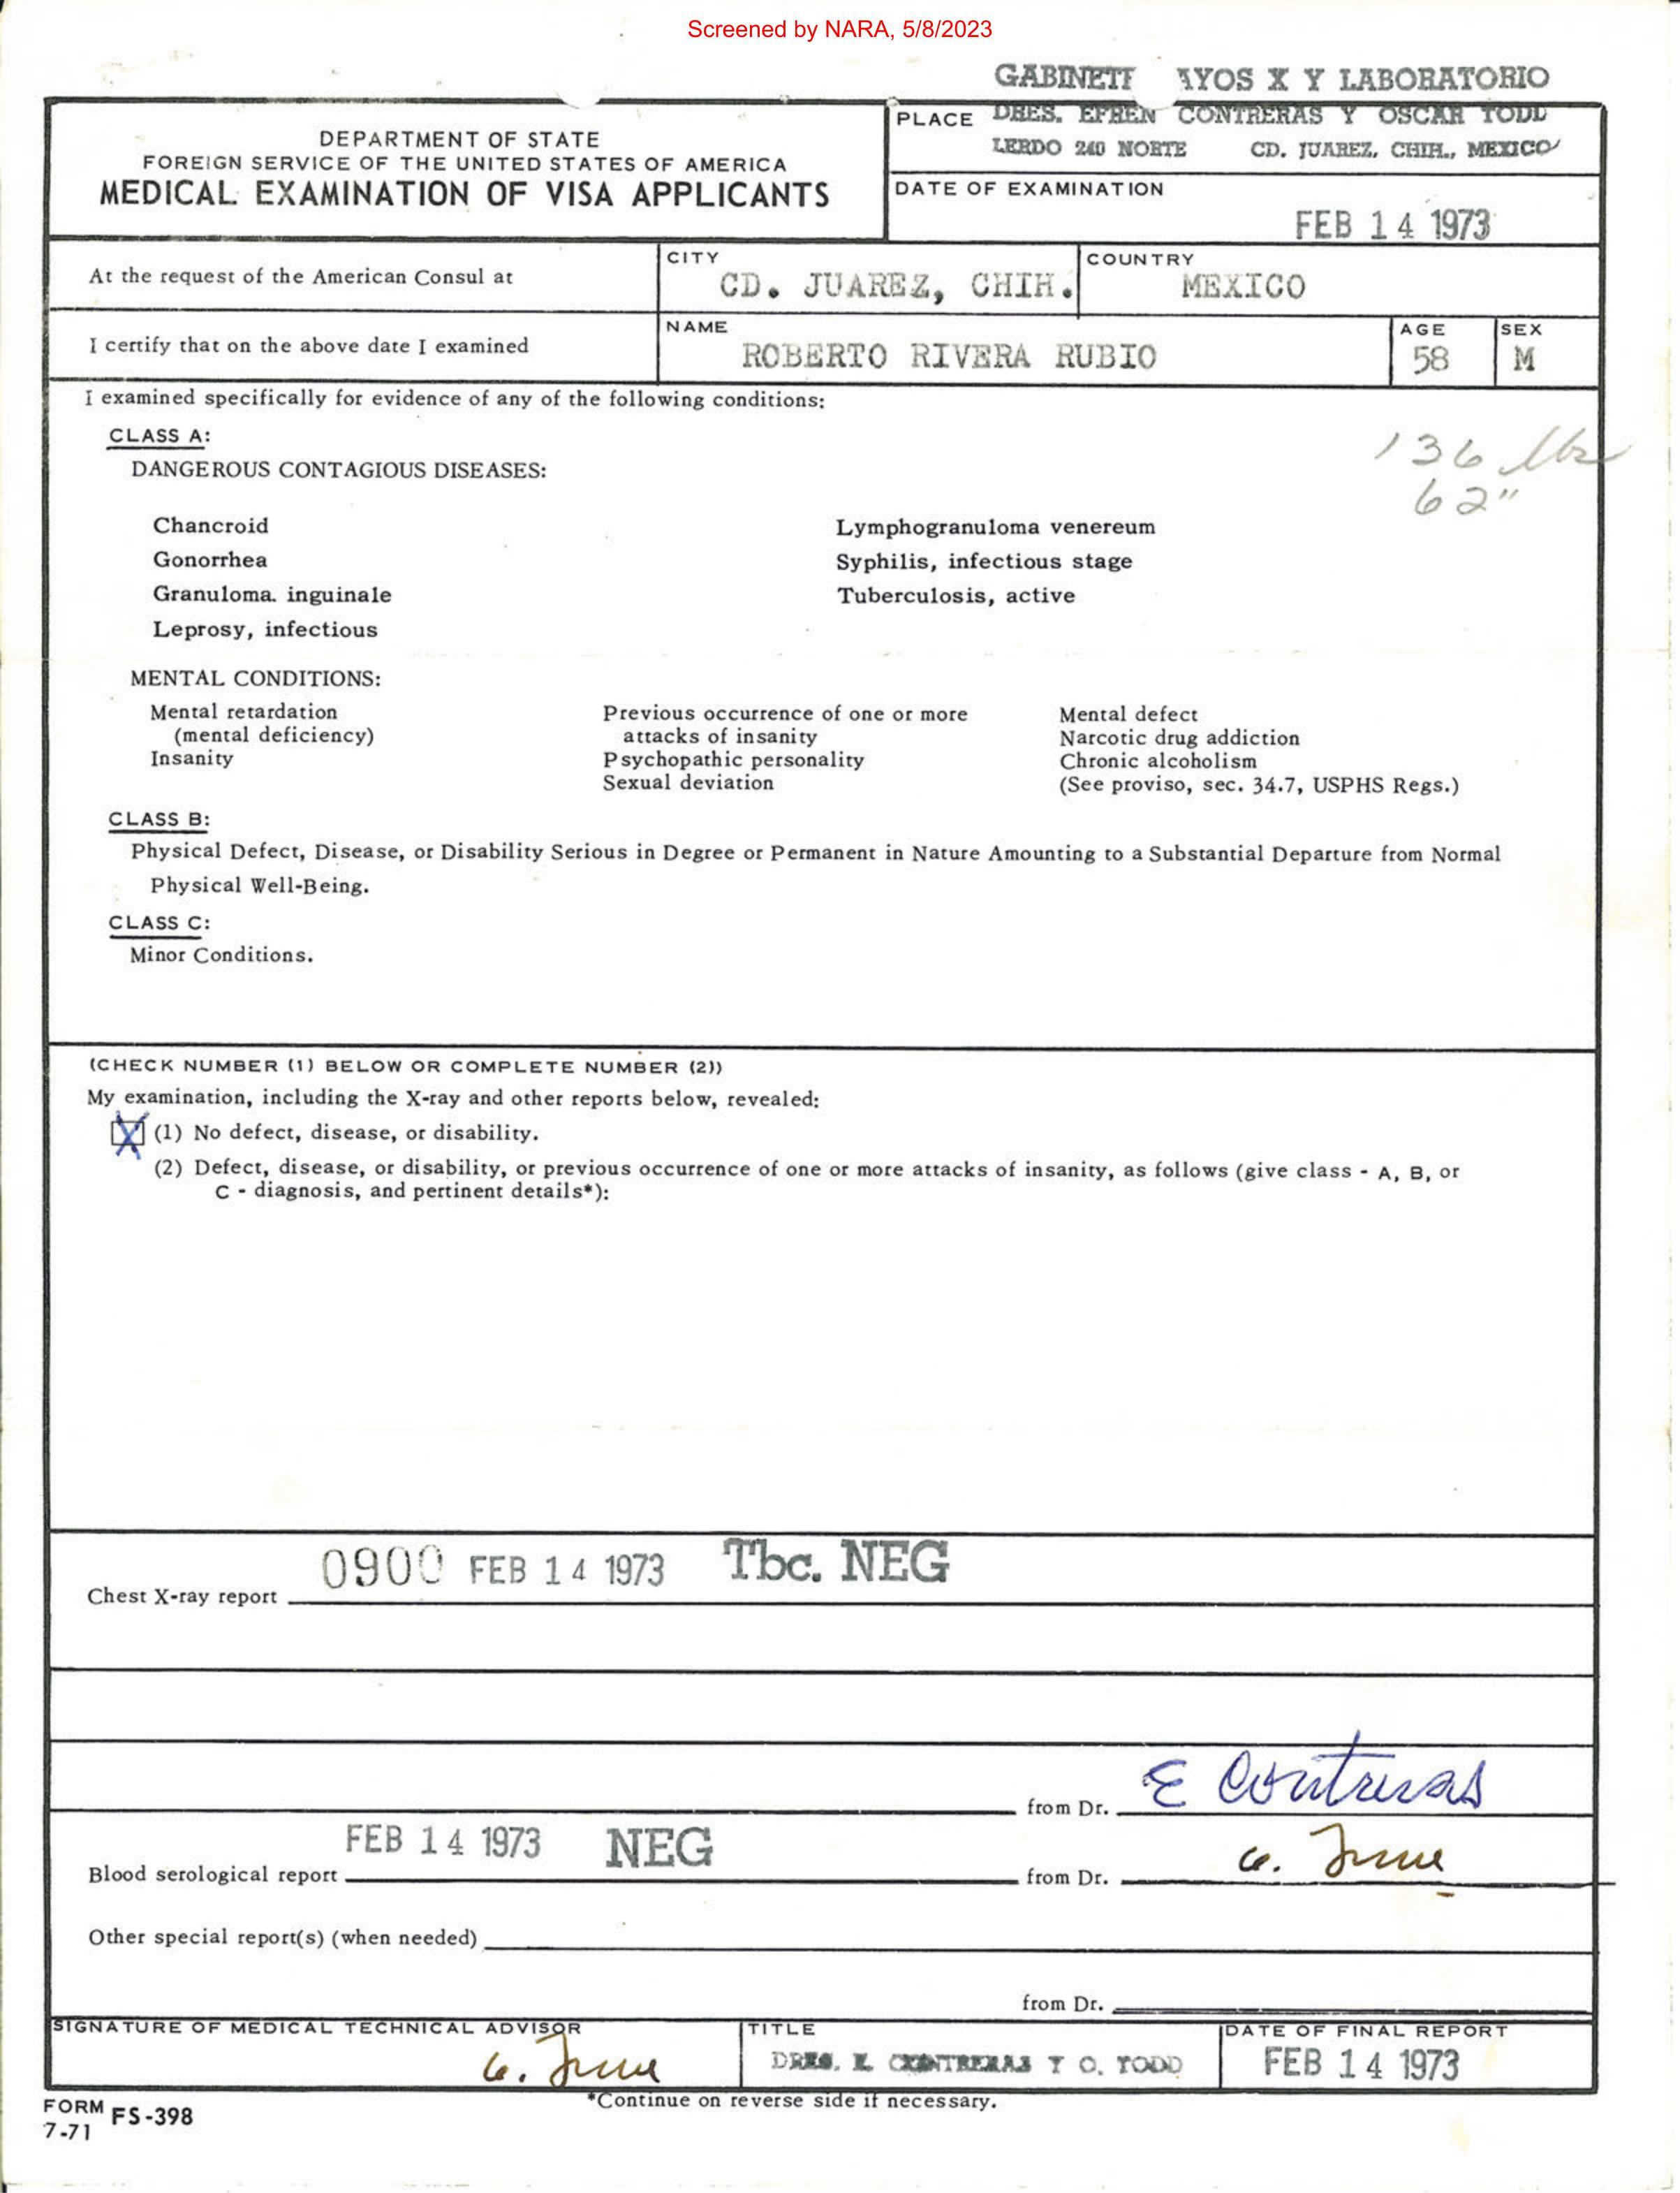 Screened by NARA, 5/8/2023
GABINETE AYOS X Y LABORATORIO
PLACE DRES. EFREN CONTRERAS Y OSCAR TODD
LERDO 240 NORTE CD. JUAREZ, CHIH., MEXICO
DEPARTMENT OF STATE
FOREIGN SERVICE OF THE UNITED STATES OF AMERICA
MEDICAL EXAMINATION OF VISA APPLICANTS
DATE OF EXAMINATION
FEB 14 1973
At the request of the American Consul at
CITY
CD. JUAREZ, CHIH.
COUNTRY
MEXICO
I certify that on the above date I examined
NAME
ROBERTO RIVERA RUBIO
AGE
58
SEX
M
I examined specifically for evidence of any of the following conditions:
136 lbs
62"
CLASS A:
DANGEROUS CONTAGIOUS DISEASES:
Chancroid
Gonorrhea
Granuloma. inguinale
Leprosy, infectious
Lymphogranuloma venereum
Syphilis, infectious stage
Tuberculosis, active
MENTAL CONDITIONS:
Mental retardation
(mental deficiency)
Insanity
Previous occurrence of one or more
attacks of insanity
Psychopathic personality
Sexual deviation
Mental defect
Narcotic drug addiction
Chronic alcoholism
(See proviso, sec. 34.7, USPHS Regs.)
CLASS B:
Physical Defect, Disease, or Disability Serious in Degree or Permanent in Nature Amounting to a Substantial Departure from Normal
Physical Well-Being.
CLASS C:
Minor Conditions.
(CHECK NUMBER (1) BELOW OR COMPLETE NUMBER (2))
My examination, including the X-ray and other reports below, revealed:
X (1) No defect, disease, or disability.
(2) Defect, disease, or disability, or previous occurrence of one or more attacks of insanity, as follows (give class - A, B, or
C - diagnosis, and pertinent details*):
Chest X-ray report 0900 FEB 14 1973 Tbc. NEG
from Dr. E Contreras
Blood serological report FEB 14 1973 NEG from Dr.
Other special report(s) (when needed)
from Dr.
SIGNATURE OF MEDICAL TECHNICAL ADVISOR
TITLE
DRES. E. CONTRERAS Y O. TODD
DATE OF FINAL REPORT
FEB 14 1973
*Continue on reverse side if necessary.
FORM FS-398
7-71